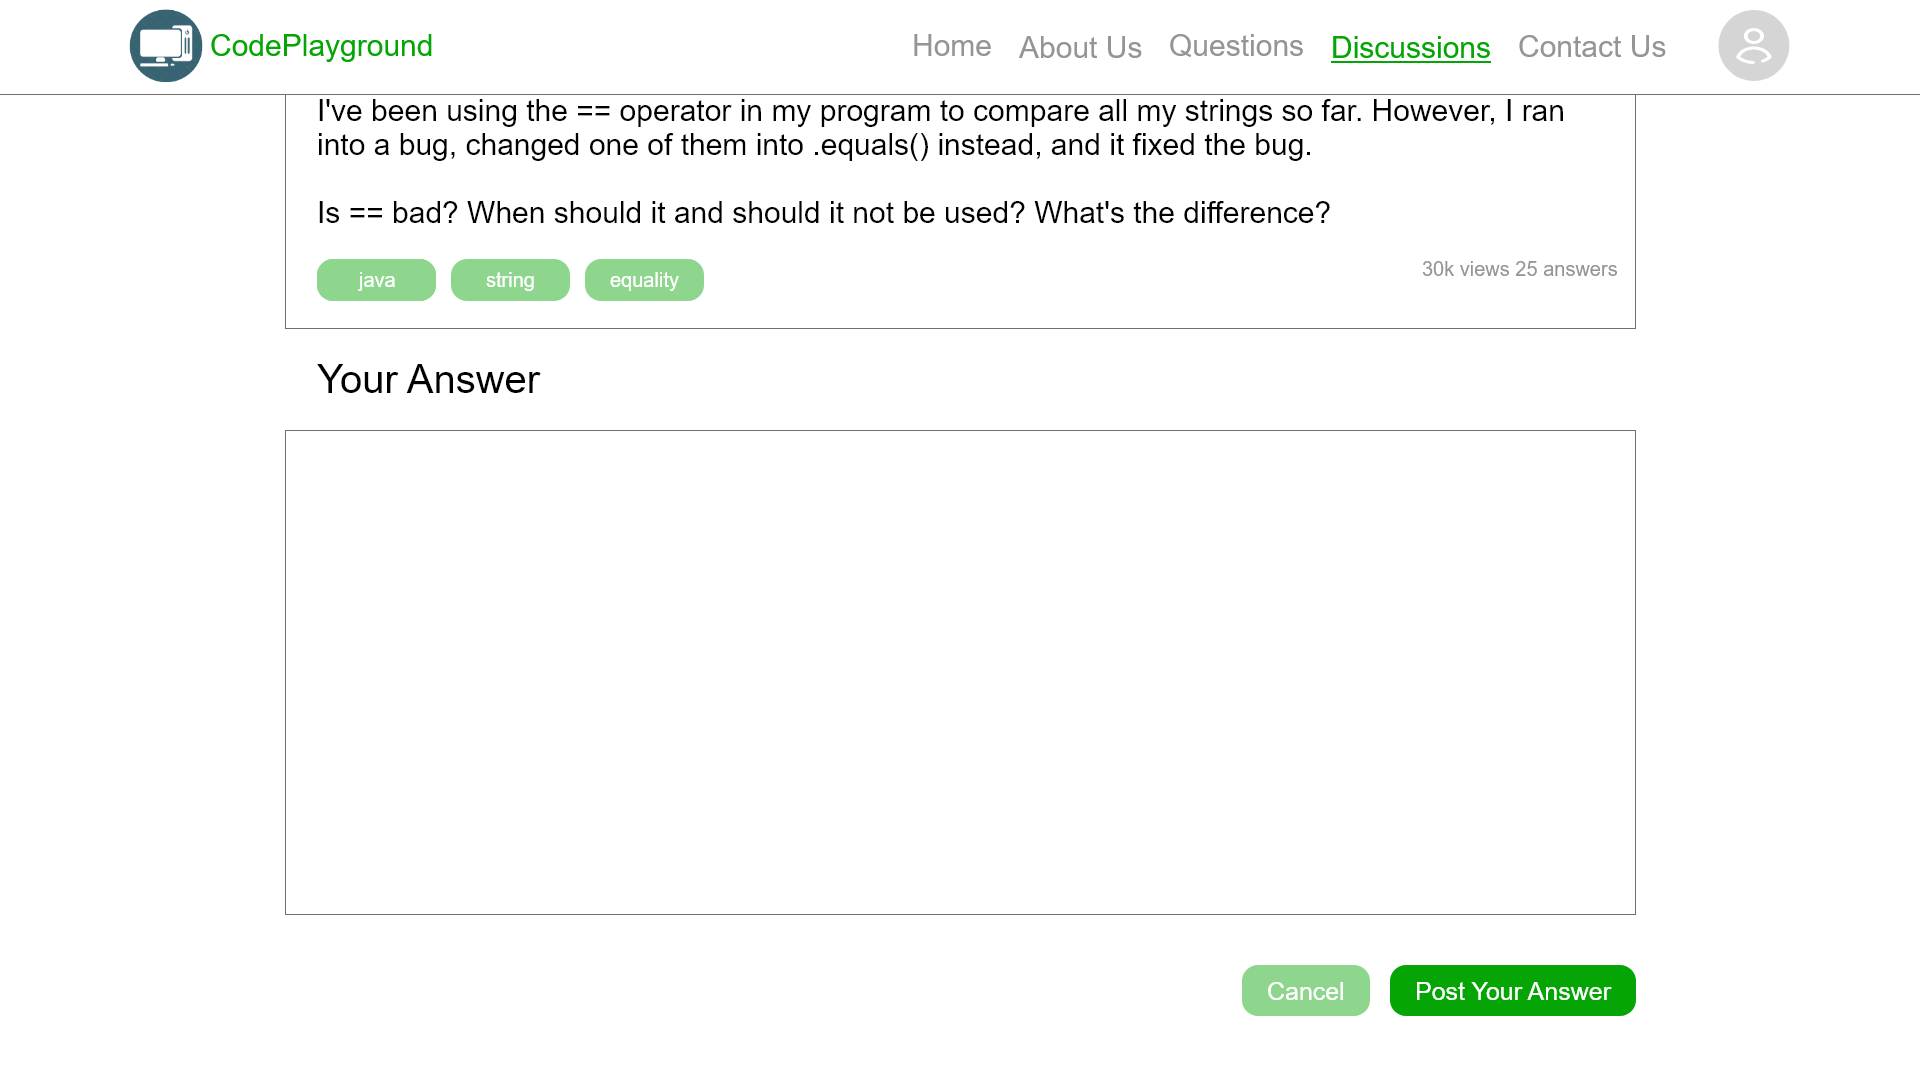 CodePlayground
Home About Us Questions Discussions Contact Us
I've been using the == operator in my program to compare all my strings so far. However, I ran
into a bug, changed one of them into .equals() instead, and it fixed the bug.
Is == bad? When should it and should it not be used? What's the difference?
java string equality
30k views 25 answers
Your Answer
Cancel Post Your Answer